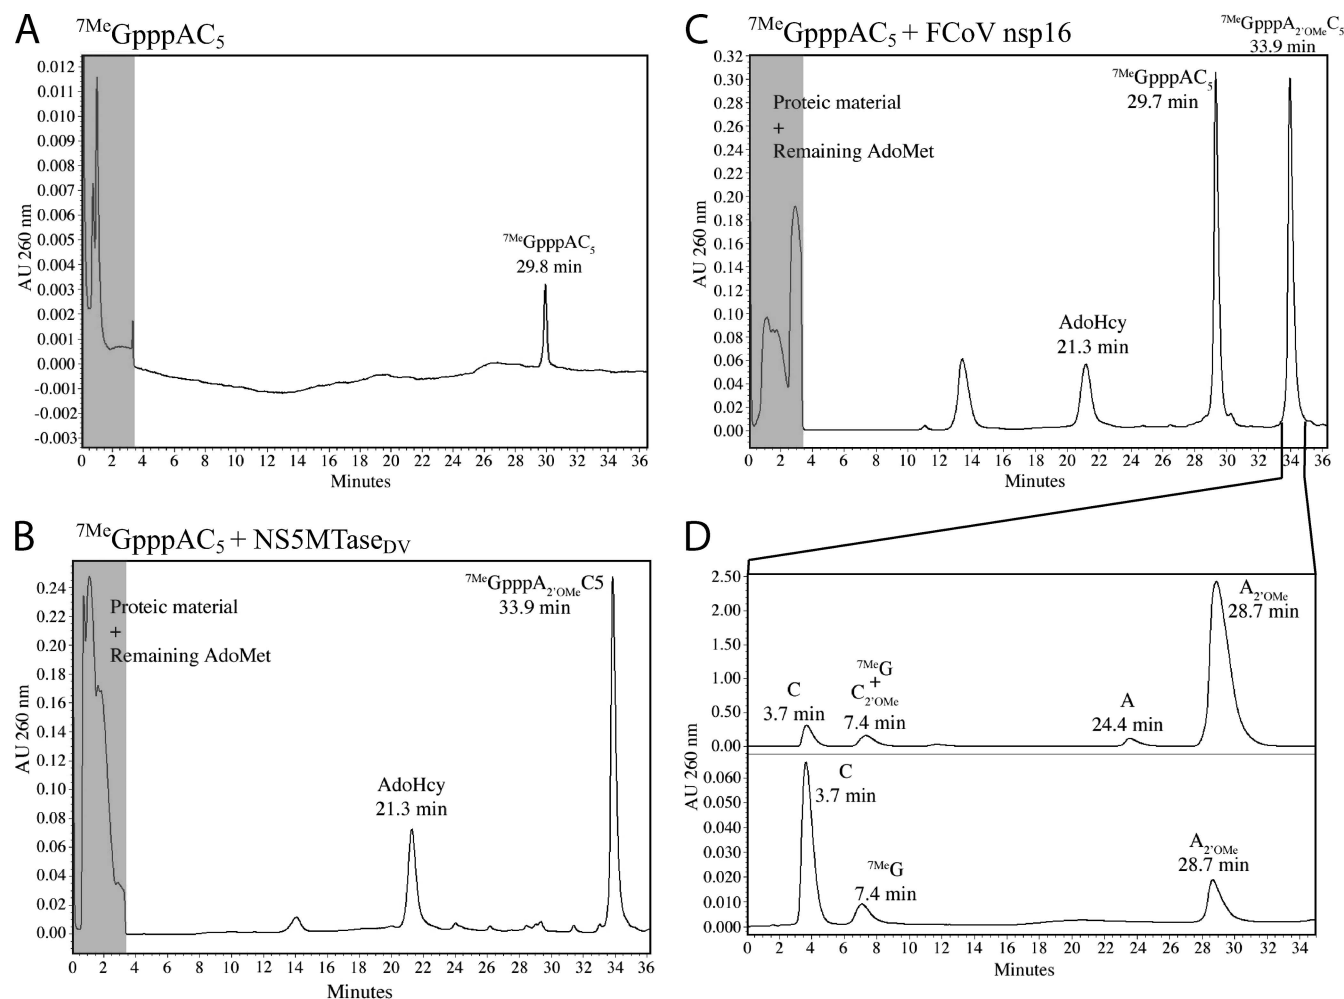 A
7MeGpppAC5
0.012
0.011
0.010
0.009
0.008
0.007
0.006
0.005
0.004
0.003
0.002
0.001
0.000
-0.001
-0.002
-0.003
AU 260 nm
7MeGpppAC5
29.8 min
0 2 4 6 8 10 12 14 16 18 20 22 24 26 28 30 32 34 36
Minutes
B
7MeGpppAC5 + NS5MTaseDV
0.24
0.22
0.20
0.18
0.16
0.14
0.12
0.10
0.08
0.06
0.04
0.02
0.00
AU 260 nm
Proteic material
+
Remaining AdoMet
AdoHcy
21.3 min
7MeGpppA2'OMeC5
33.9 min
0 2 4 6 8 10 12 14 16 18 20 22 24 26 28 30 32 34 36
Minutes
C
7MeGpppAC5 + FCoV nsp16
7MeGpppA2'OMeC5
33.9 min
0.32
0.30
0.28
0.26
0.24
0.22
0.20
0.18
0.16
0.14
0.12
0.10
0.08
0.06
0.04
0.02
0.00
AU 260 nm
Proteic material
+
Remaining AdoMet
AdoHcy
21.3 min
7MeGpppAC5
29.7 min
0 2 4 6 8 10 12 14 16 18 20 22 24 26 28 30 32 34 36
Minutes
D
2.50
2.00
1.50
1.00
0.50
0.00
AU 260 nm
C
3.7 min
7MeG
+
C2'OMe
7.4 min
A
24.4 min
A2'OMe
28.7 min
0.060
0.050
0.040
0.030
0.020
0.010
0.000
C
3.7 min
7MeG
7.4 min
A2'OMe
28.7 min
0 2 4 6 8 10 12 14 16 18 20 22 24 26 28 30 32 34
Minutes